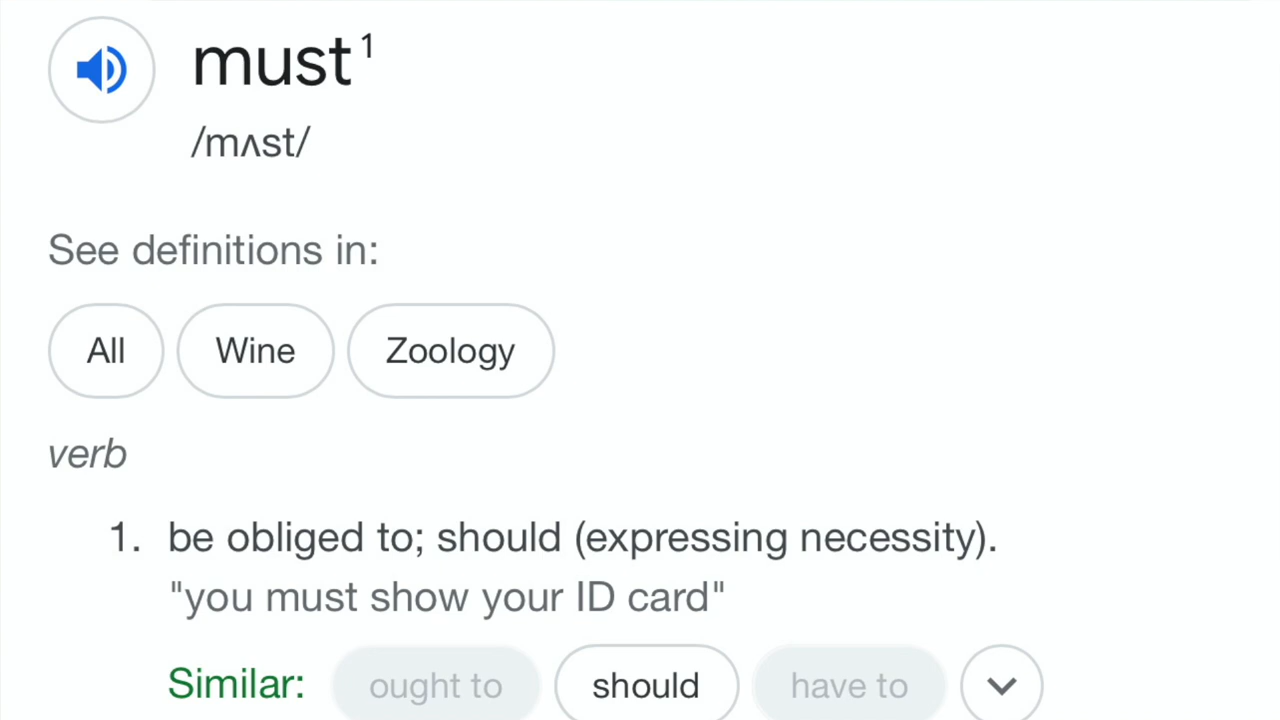 must¹
/mʌst/
See definitions in:
All Wine Zoology
verb
1. be obliged to; should (expressing necessity).
"you must show your ID card"
Similar: ought to should have to